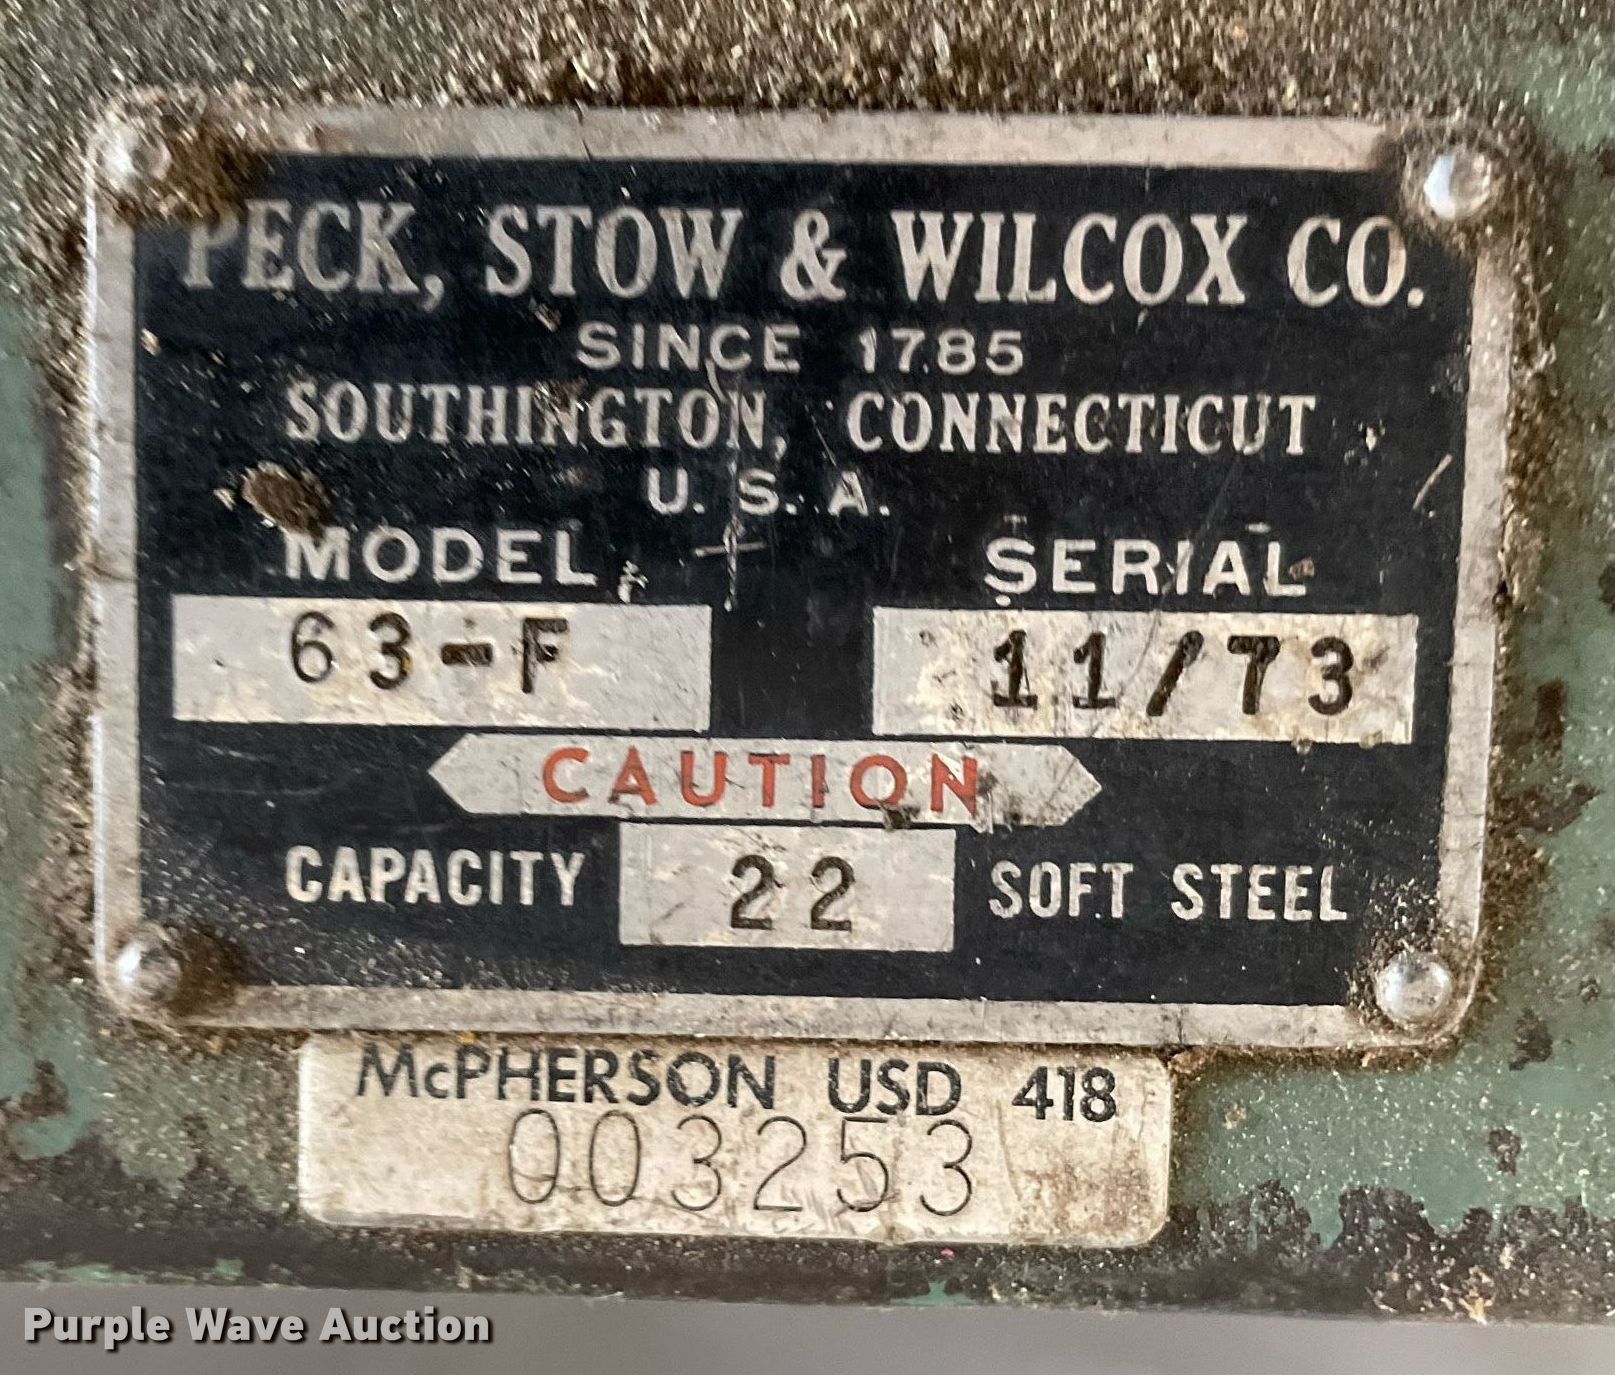 PECK, STOW & WILCOX CO.
SINCE 1785
SOUTHINGTON, CONNECTICUT
U. S. A.
MODEL SERIAL
63-F 11/73
CAUTION
CAPACITY 22 SOFT STEEL
McPHERSON USD 418
003253
Purple Wave Auction